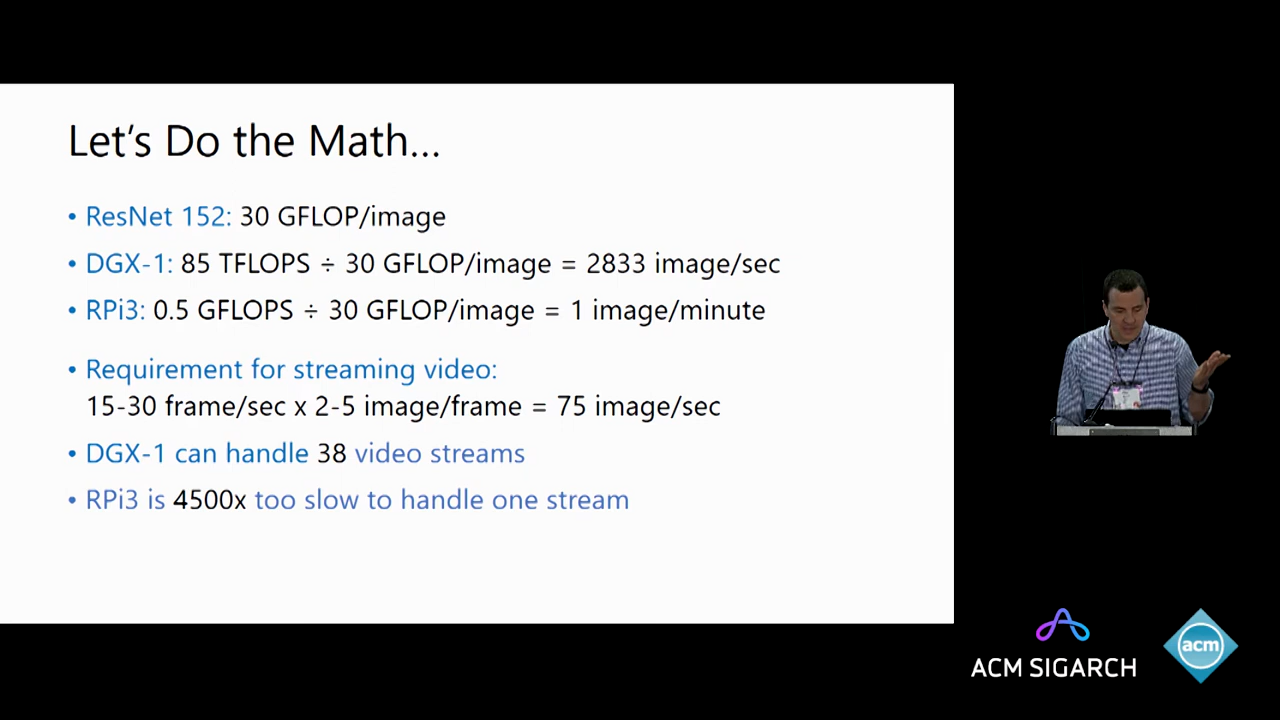 Let's Do the Math...
• ResNet 152: 30 GFLOP/image
• DGX-1: 85 TFLOPS ÷ 30 GFLOP/image = 2833 image/sec
• RPi3: 0.5 GFLOPS ÷ 30 GFLOP/image = 1 image/minute
• Requirement for streaming video:
15-30 frame/sec x 2-5 image/frame = 75 image/sec
• DGX-1 can handle 38 video streams
• RPi3 is 4500x too slow to handle one stream
ACM SIGARCH
acm